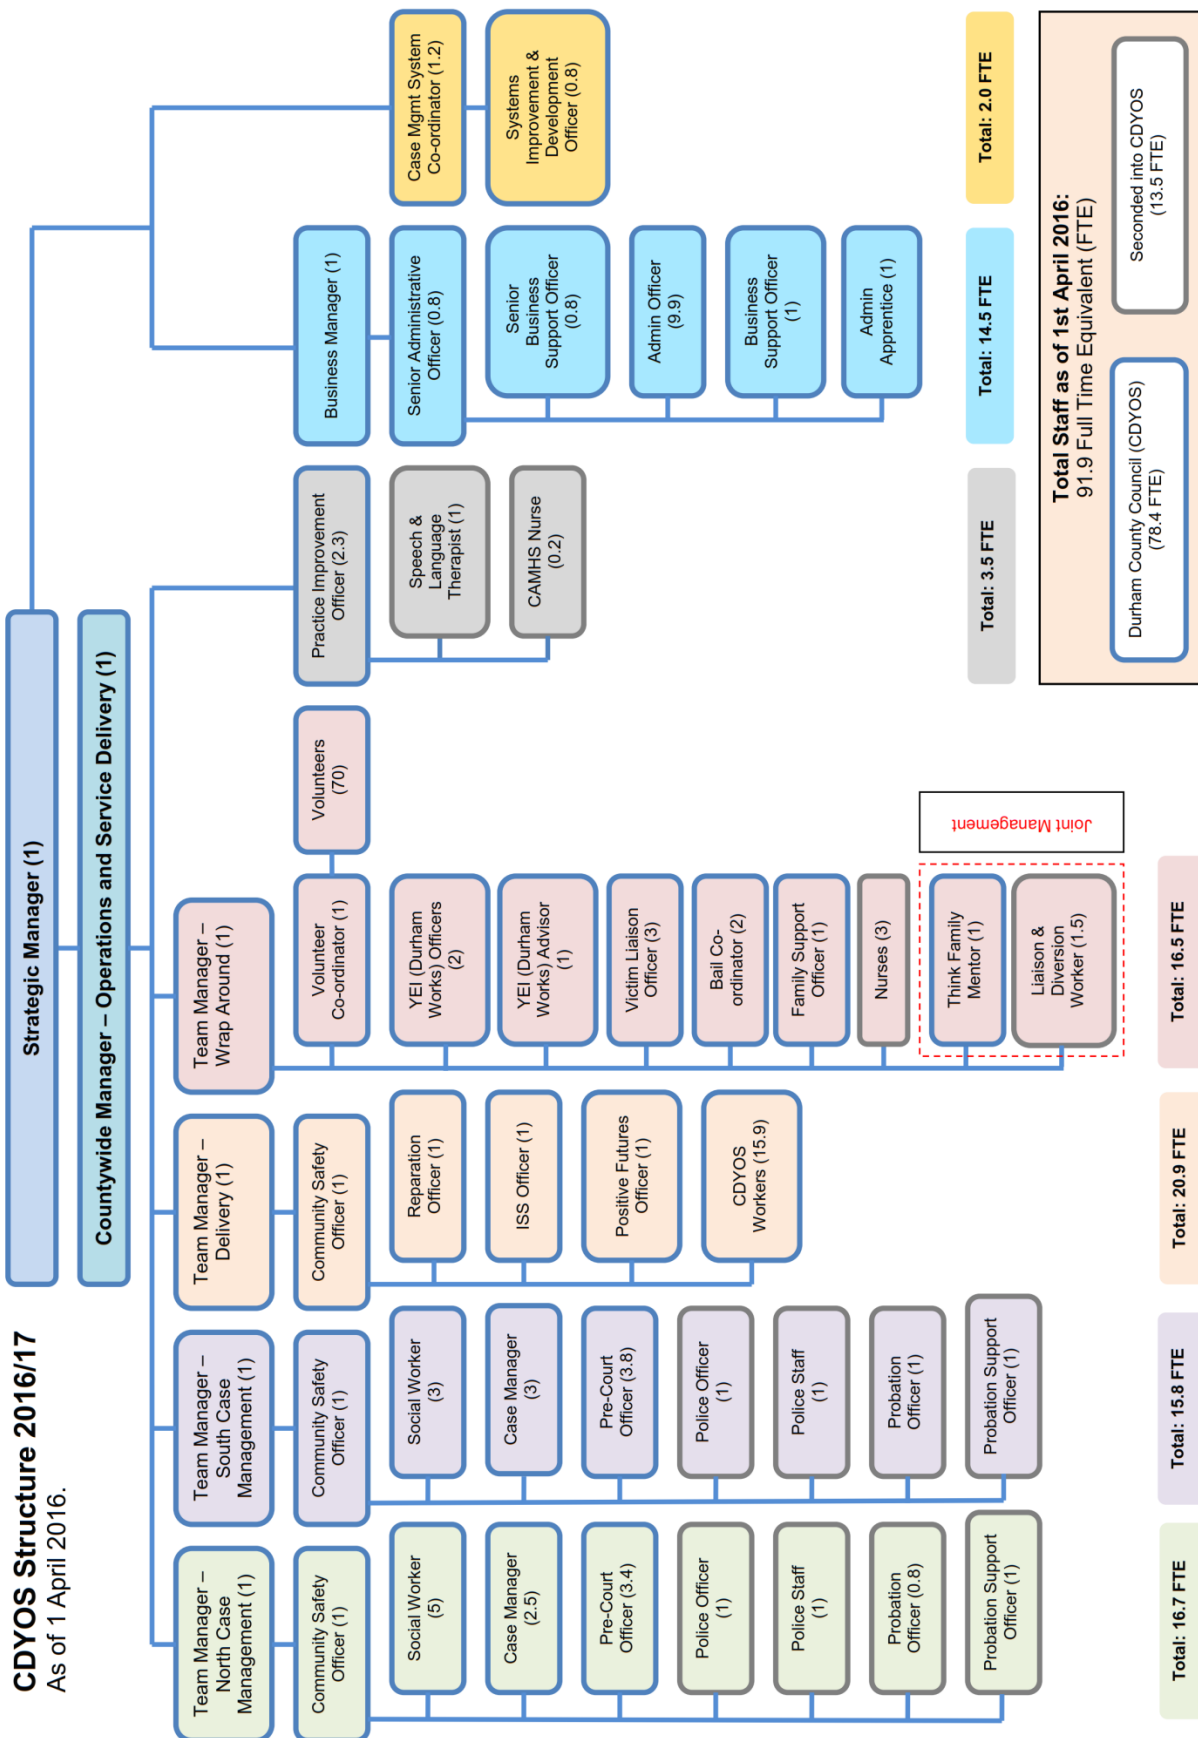 CDYOS Structure 2016/17
As of 1 April 2016.
Strategic Manager (1)
Countywide Manager – Operations and Service Delivery (1)
Team Manager –
North Case
Management (1)
Community Safety
Officer (1)
Social Worker
(5)
Case Manager
(2.5)
Pre-Court
Officer (3.4)
Police Officer
(1)
Police Staff
(1)
Probation
Officer (0.8)
Probation Support
Officer (1)
Total: 16.7 FTE
Team Manager –
South Case
Management (1)
Community Safety
Officer (1)
Social Worker
(3)
Case Manager
(3)
Pre-Court
Officer (3.8)
Police Officer
(1)
Police Staff
(1)
Probation
Officer (1)
Probation Support
Officer (1)
Total: 15.8 FTE
Team Manager –
Delivery (1)
Community Safety
Officer (1)
Reparation
Officer (1)
ISS Officer (1)
Positive Futures
Officer (1)
CDYOS
Workers (15.9)
Total: 20.9 FTE
Team Manager –
Wrap Around (1)
Volunteer
Co-ordinator (1)
Volunteers
(70)
YEI (Durham
Works) Officers
(2)
YEI (Durham
Works) Advisor
(1)
Victim Liaison
Officer (3)
Bail Co-
ordinator (2)
Family Support
Officer (1)
Nurses (3)
Think Family
Mentor (1)
Liaison &
Diversion
Worker (1.5)
Joint Management
Total: 16.5 FTE
Practice Improvement
Officer (2.3)
Speech &
Language
Therapist (1)
CAMHS Nurse
(0.2)
Total: 3.5 FTE
Business Manager (1)
Senior Administrative
Officer (0.8)
Senior
Business
Support Officer
(0.8)
Admin Officer
(9.9)
Business
Support Officer
(1)
Admin
Apprentice (1)
Total: 14.5 FTE
Case Mgmt System
Co-ordinator (1.2)
Systems
Improvement &
Development
Officer (0.8)
Total: 2.0 FTE
Total Staff as of 1st April 2016:
91.9 Full Time Equivalent (FTE)
Durham County Council (CDYOS)
(78.4 FTE)
Seconded into CDYOS
(13.5 FTE)